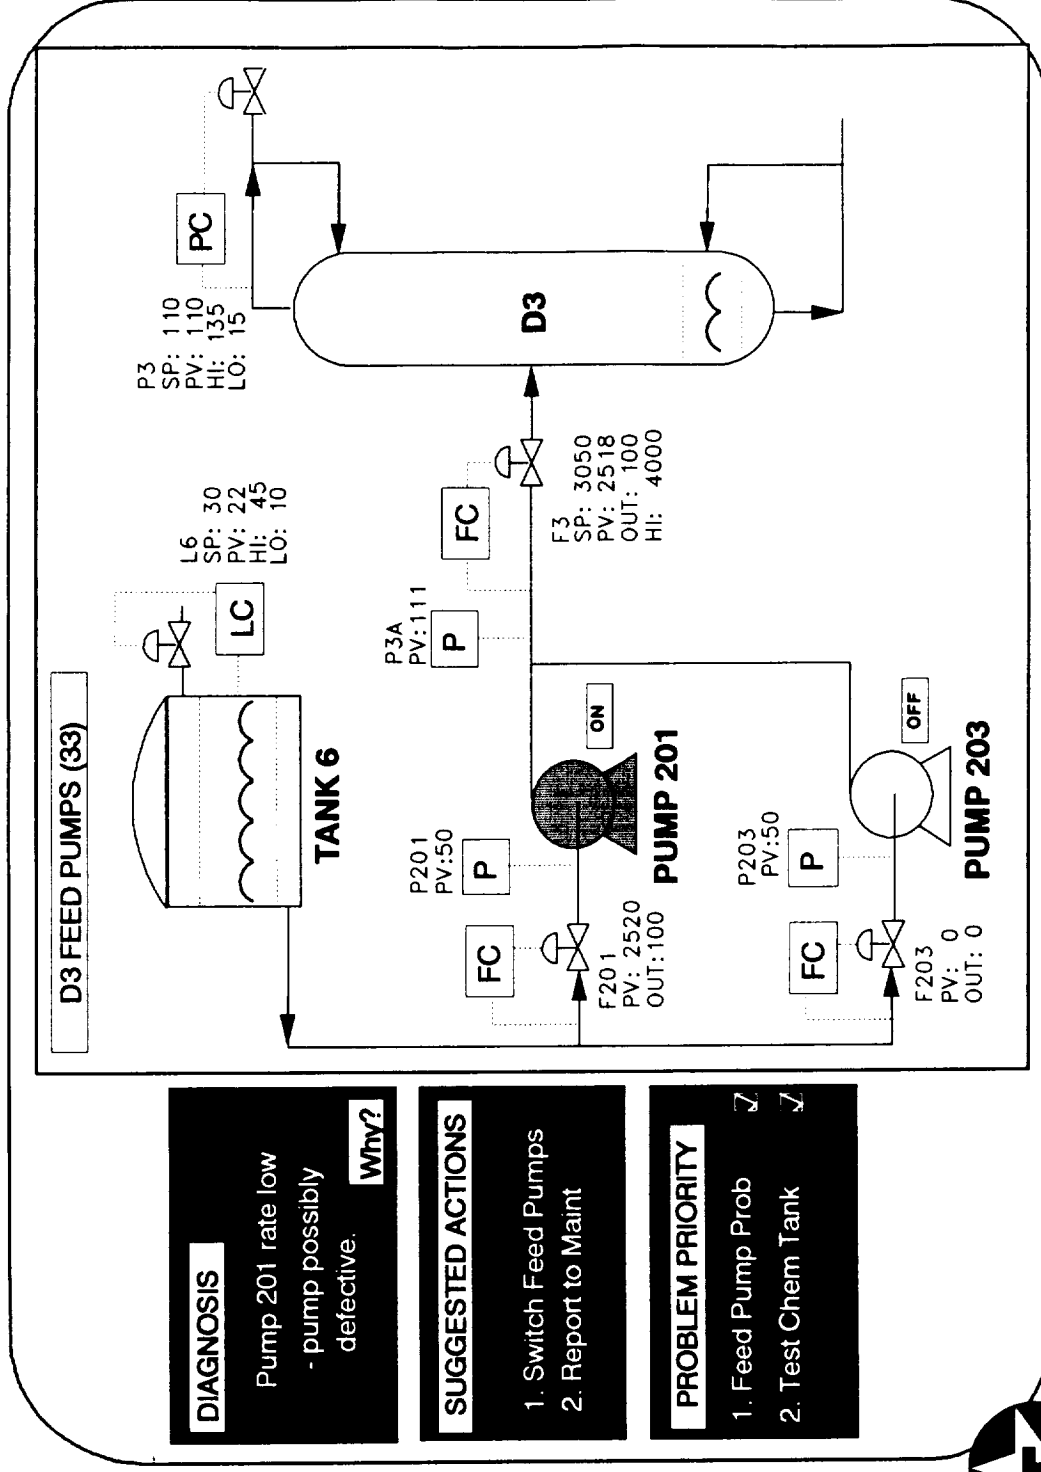 DIAGNOSIS
Pump 201 rate low
- pump possibly
defective.
Why?
SUGGESTED ACTIONS
1. Switch Feed Pumps
2. Report to Maint
PROBLEM PRIORITY
1. Feed Pump Prob
2. Test Chem Tank
D3 FEED PUMPS (33)
TANK 6
LC
L6
SP: 30
PV: 22
HI: 45
LO: 10
P3
SP: 110
PV: 110
HI: 135
LO: 15
PC
FC
F201
PV: 2520
OUT:100
P201
PV:50
P
PUMP 201
ON
P3A
PV:111
P
FC
F3
SP: 3050
PV: 2518
OUT: 100
HI: 4000
D3
FC
F203
PV: 0
OUT: 0
P203
PV:50
P
PUMP 203
OFF